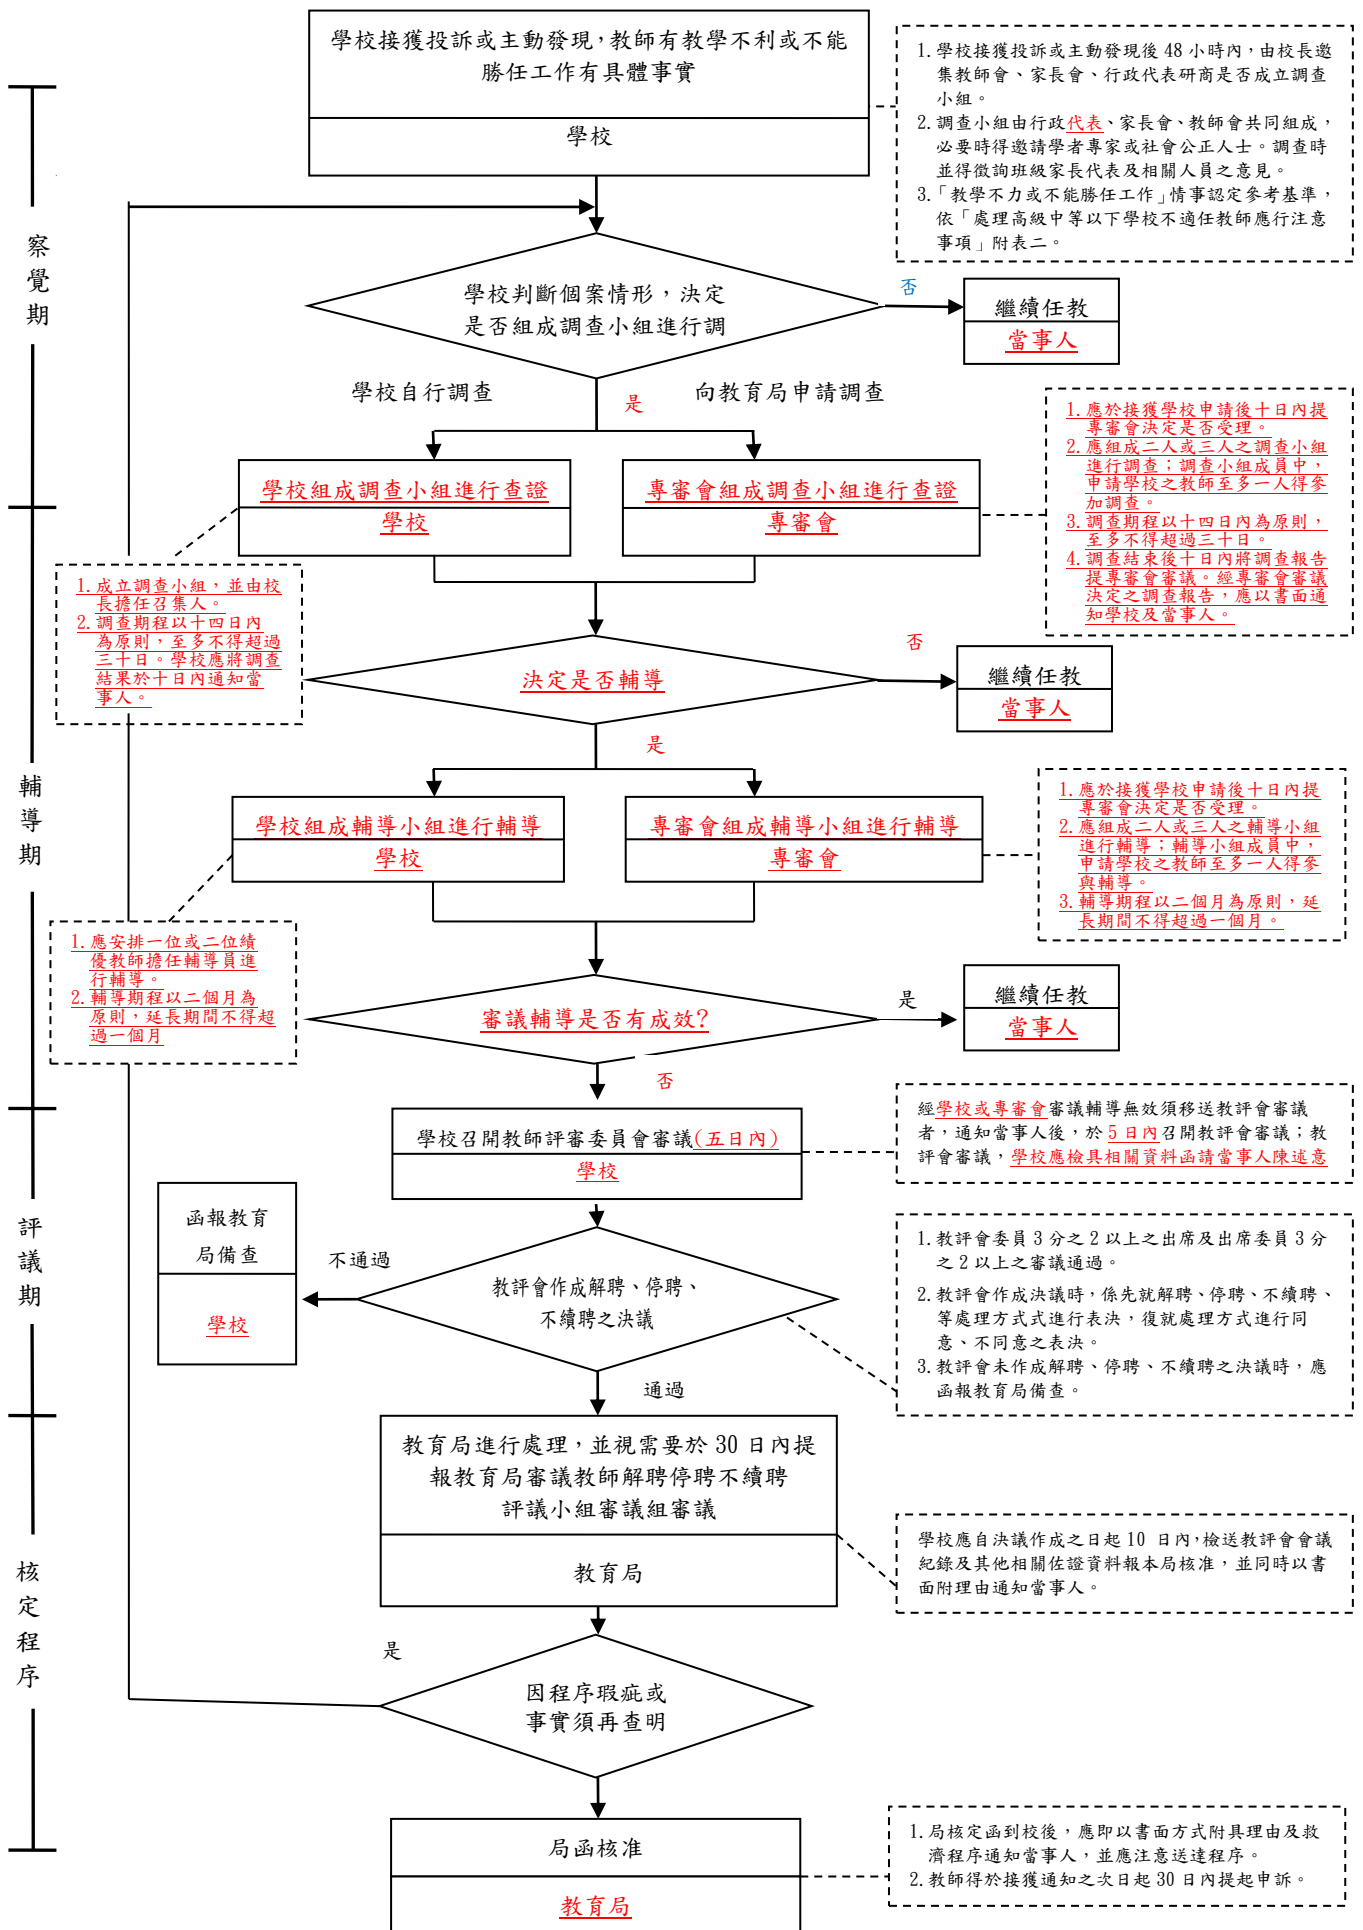 學校接獲投訴或主動發現，教師有教學不利或不能
勝任工作有具體事實
學校
1. 學校接獲投訴或主動發現後 48 小時內，由校長邀
集教師會、家長會、行政代表研商是否成立調查
小組。
2. 調查小組由行政代表、家長會、教師會共同組成，
必要時得邀請學者專家或社會公正人士。調查時
並得徵詢班級家長代表及相關人員之意見。
3.「教學不力或不能勝任工作」情事認定參考基準，
依「處理高級中等以下學校不適任教師應行注意
事項」附表二。
察
覺
期
學校判斷個案情形，決定
是否組成調查小組進行調
否
繼續任教
當事人
學校自行調查
是
向教育局申請調查
學校組成調查小組進行查證
學校
專審會組成調查小組進行查證
專審會
1. 應於接獲學校申請後十日內提
專審會決定是否受理。
2. 應組成二人或三人之調查小組
進行調查；調查小組成員中，
申請學校之教師至多一人得參
加調查。
3. 調查期程以十四日內為原則，
至多不得超過三十日。
4. 調查結束後十日內將調查報告
提專審會審議。經專審會審議
決定之調查報告，應以書面通
知學校及當事人。
1. 成立調查小組，並由校
長擔任召集人。
2. 調查期程以十四日內
為原則，至多不得超過
三十日。學校應將調查
結果於十日內通知當
事人。
決定是否輔導
否
繼續任教
當事人
是
輔
導
期
學校組成輔導小組進行輔導
學校
專審會組成輔導小組進行輔導
專審會
1. 應於接獲學校申請後十日內提
專審會決定是否受理。
2. 應組成二人或三人之輔導小組
進行輔導；輔導小組成員中，
申請學校之教師至多一人得參
與輔導。
3. 輔導期程以二個月為原則，延
長期間不得超過一個月。
1. 應安排一位或二位績
優教師擔任輔導員進
行輔導。
2. 輔導期程以二個月為
原則，延長期間不得超
過一個月
審議輔導是否有成效?
是
繼續任教
當事人
否
學校召開教師評審委員會審議(五日內)
學校
經學校或專審會審議輔導無效須移送教評會審議
者，通知當事人後，於 5 日內召開教評會審議；教
評會審議，學校應檢具相關資料函請當事人陳述意
評
議
期
函報教育
局備查
學校
不通過
教評會作成解聘、停聘、
不續聘之決議
1. 教評會委員 3 分之 2 以上之出席及出席委員 3 分
之 2 以上之審議通過。
2. 教評會作成決議時，係先就解聘、停聘、不續聘、
等處理方式式進行表決，復就處理方式進行同
意、不同意之表決。
3. 教評會未作成解聘、停聘、不續聘之決議時，應
函報教育局備查。
通過
教育局進行處理，並視需要於 30 日內提
報教育局審議教師解聘停聘不續聘
評議小組審議組審議
教育局
學校應自決議作成之日起 10 日內，檢送教評會會議
紀錄及其他相關佐證資料報本局核准，並同時以書
面附理由通知當事人。
核
定
程
序
是
因程序瑕疵或
事實須再查明
局函核准
教育局
1. 局核定函到校後，應即以書面方式附具理由及救
濟程序通知當事人，並應注意送達程序。
2. 教師得於接獲通知之次日起 30 日內提起申訴。